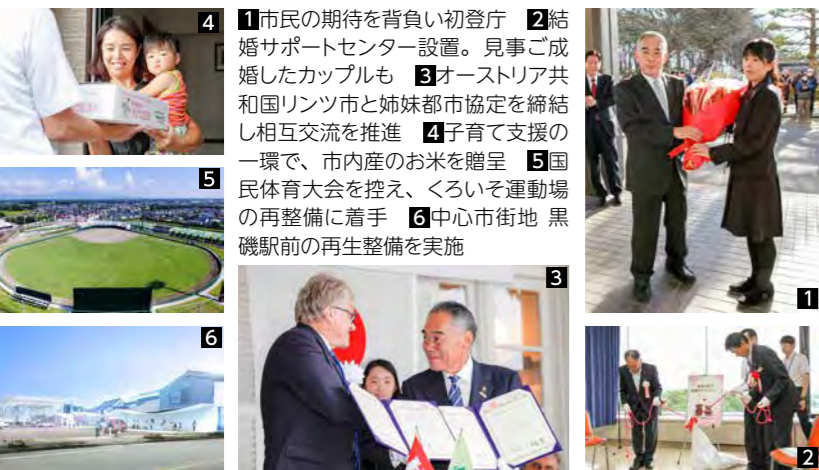 1市民の期待を背負い初登庁　2結
婚サポートセンター設置。見事ご成
婚したカップルも　3オーストリア共
和国リンツ市と姉妹都市協定を締結
し相互交流を推進　4子育て支援の
一環で、市内産のお米を贈呈　5国
民体育大会を控え、くろいそ運動場
の再整備に着手　6中心市街地 黒
磯駅前の再生整備を実施
4
5
6
3
1
2